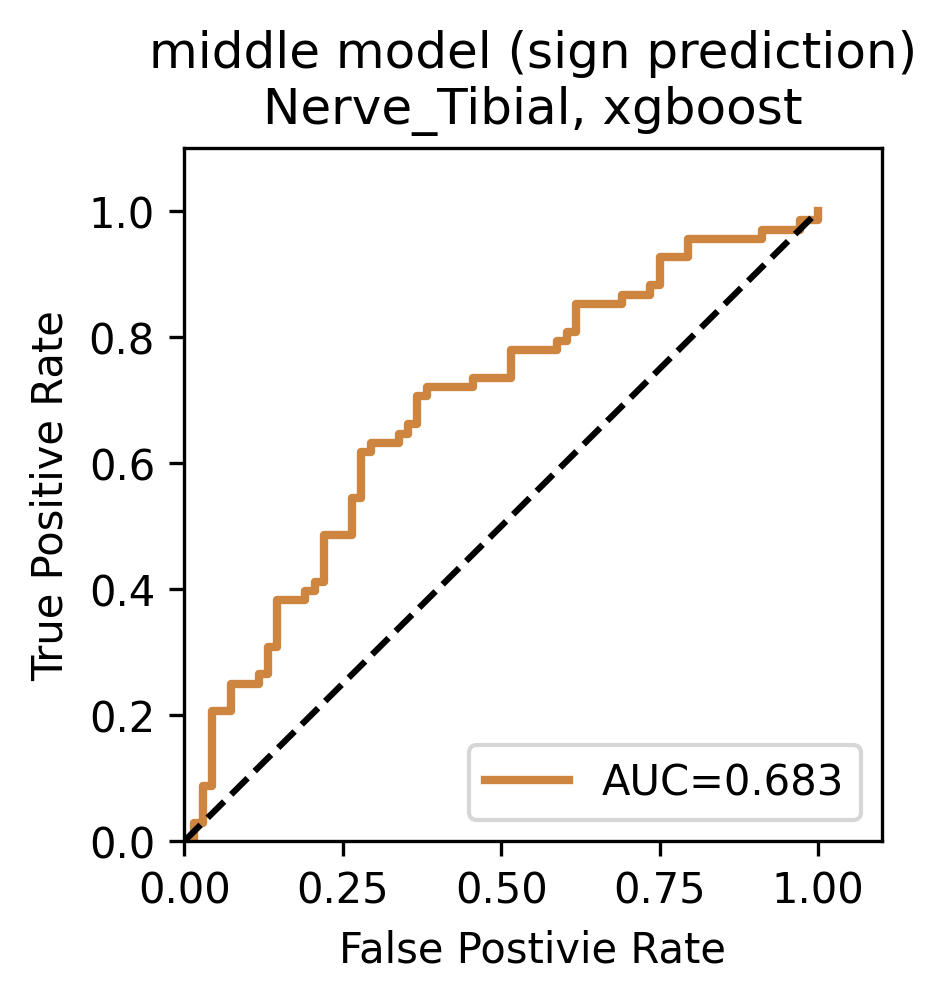 middle model (sign prediction)
Nerve_Tibial, xgboost
True Positive Rate
1.0
0.8
0.6
0.4
0.2
0.0
AUC=0.683
0.00 0.25 0.50 0.75 1.00
False Postivie Rate